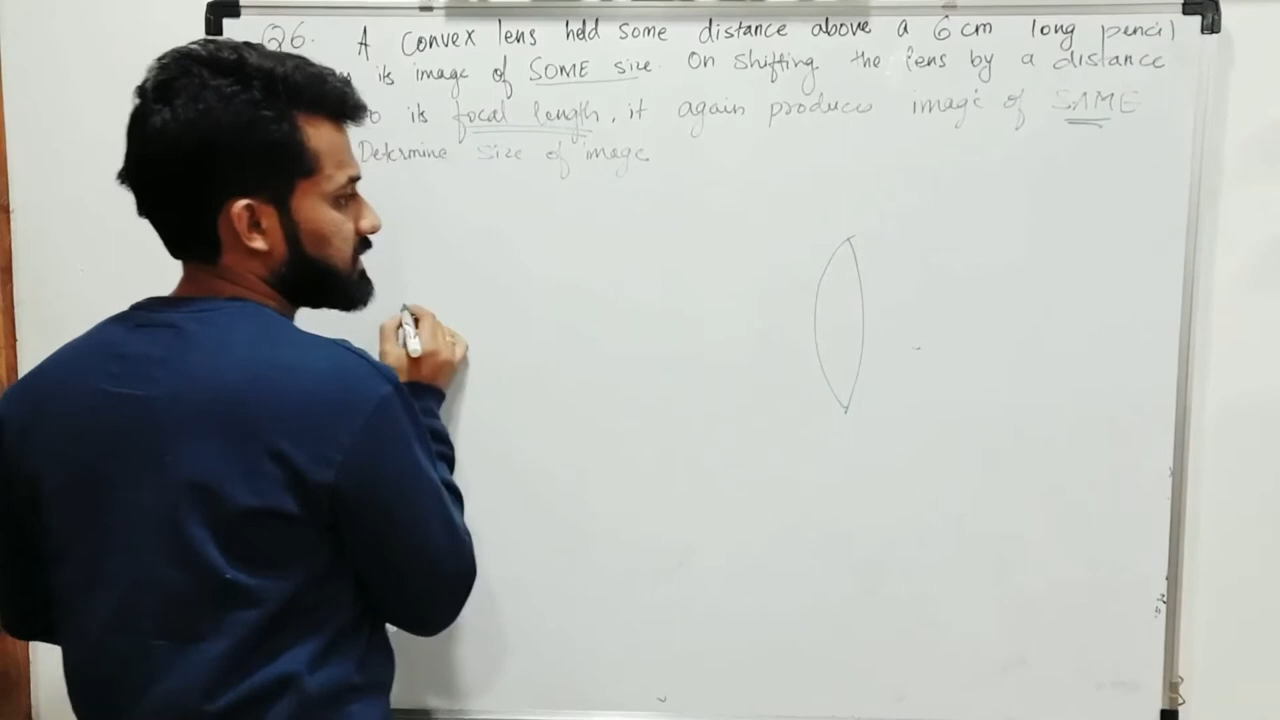 Q6. A Convex lens held some distance above a 6 cm long pencil
its image of SOME size. On shifting the lens by a distance
its focal length, it again produces image of SAME
Determine size of image